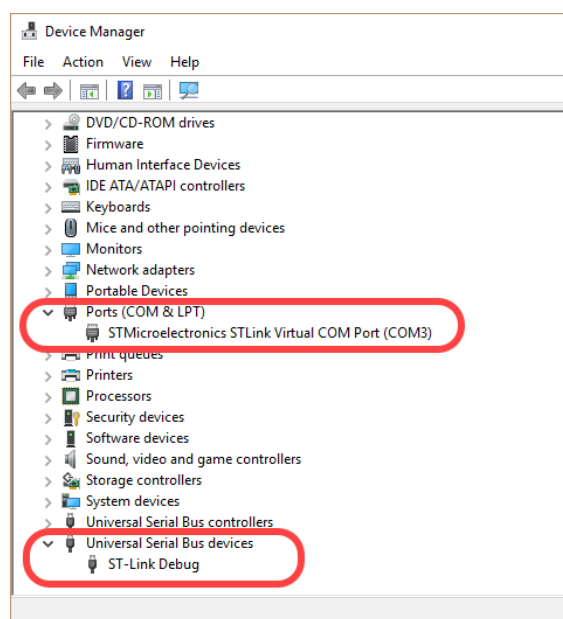 Device Manager
File Action View Help
DVD/CD-ROM drives
Firmware
Human Interface Devices
IDE ATA/ATAPI controllers
Keyboards
Mice and other pointing devices
Monitors
Network adapters
Portable Devices
Ports (COM & LPT)
STMicroelectronics STLink Virtual COM Port (COM3)
Print queues
Printers
Processors
Security devices
Software devices
Sound, video and game controllers
Storage controllers
System devices
Universal Serial Bus controllers
Universal Serial Bus devices
ST-Link Debug